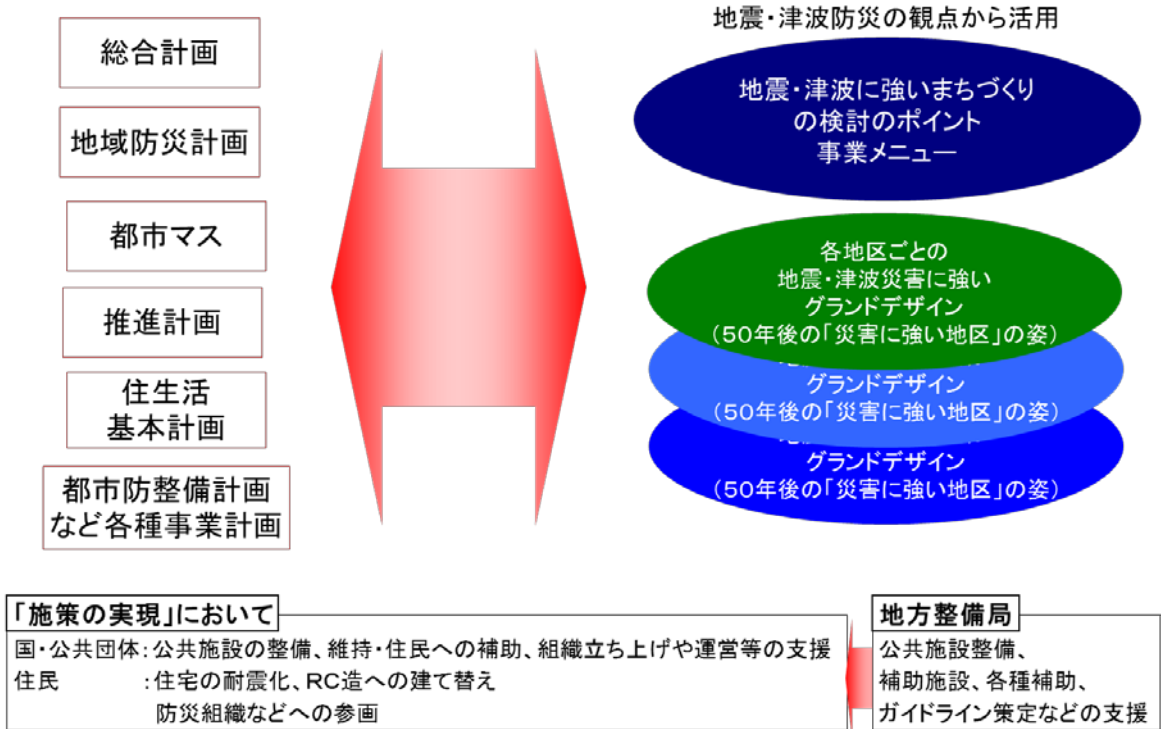 総合計画
地域防災計画
都市マス
推進計画
住生活
基本計画
都市防整備計画
など各種事業計画
地震・津波防災の観点から活用
地震・津波に強いまちづくり
の検討のポイント
事業メニュー
各地区ごとの
地震・津波災害に強い
グランドデザイン
(50年後の「災害に強い地区」の姿)
グランドデザイン
(50年後の「災害に強い地区」の姿)
グランドデザイン
(50年後の「災害に強い地区」の姿)
「施策の実現」において
国・公共団体:公共施設の整備、維持・住民への補助、組織立ち上げや運営等の支援
住民 :住宅の耐震化、RC造への建て替え
防災組織などへの参画
地方整備局
公共施設整備、
補助施設、各種補助、
ガイドライン策定などの支援